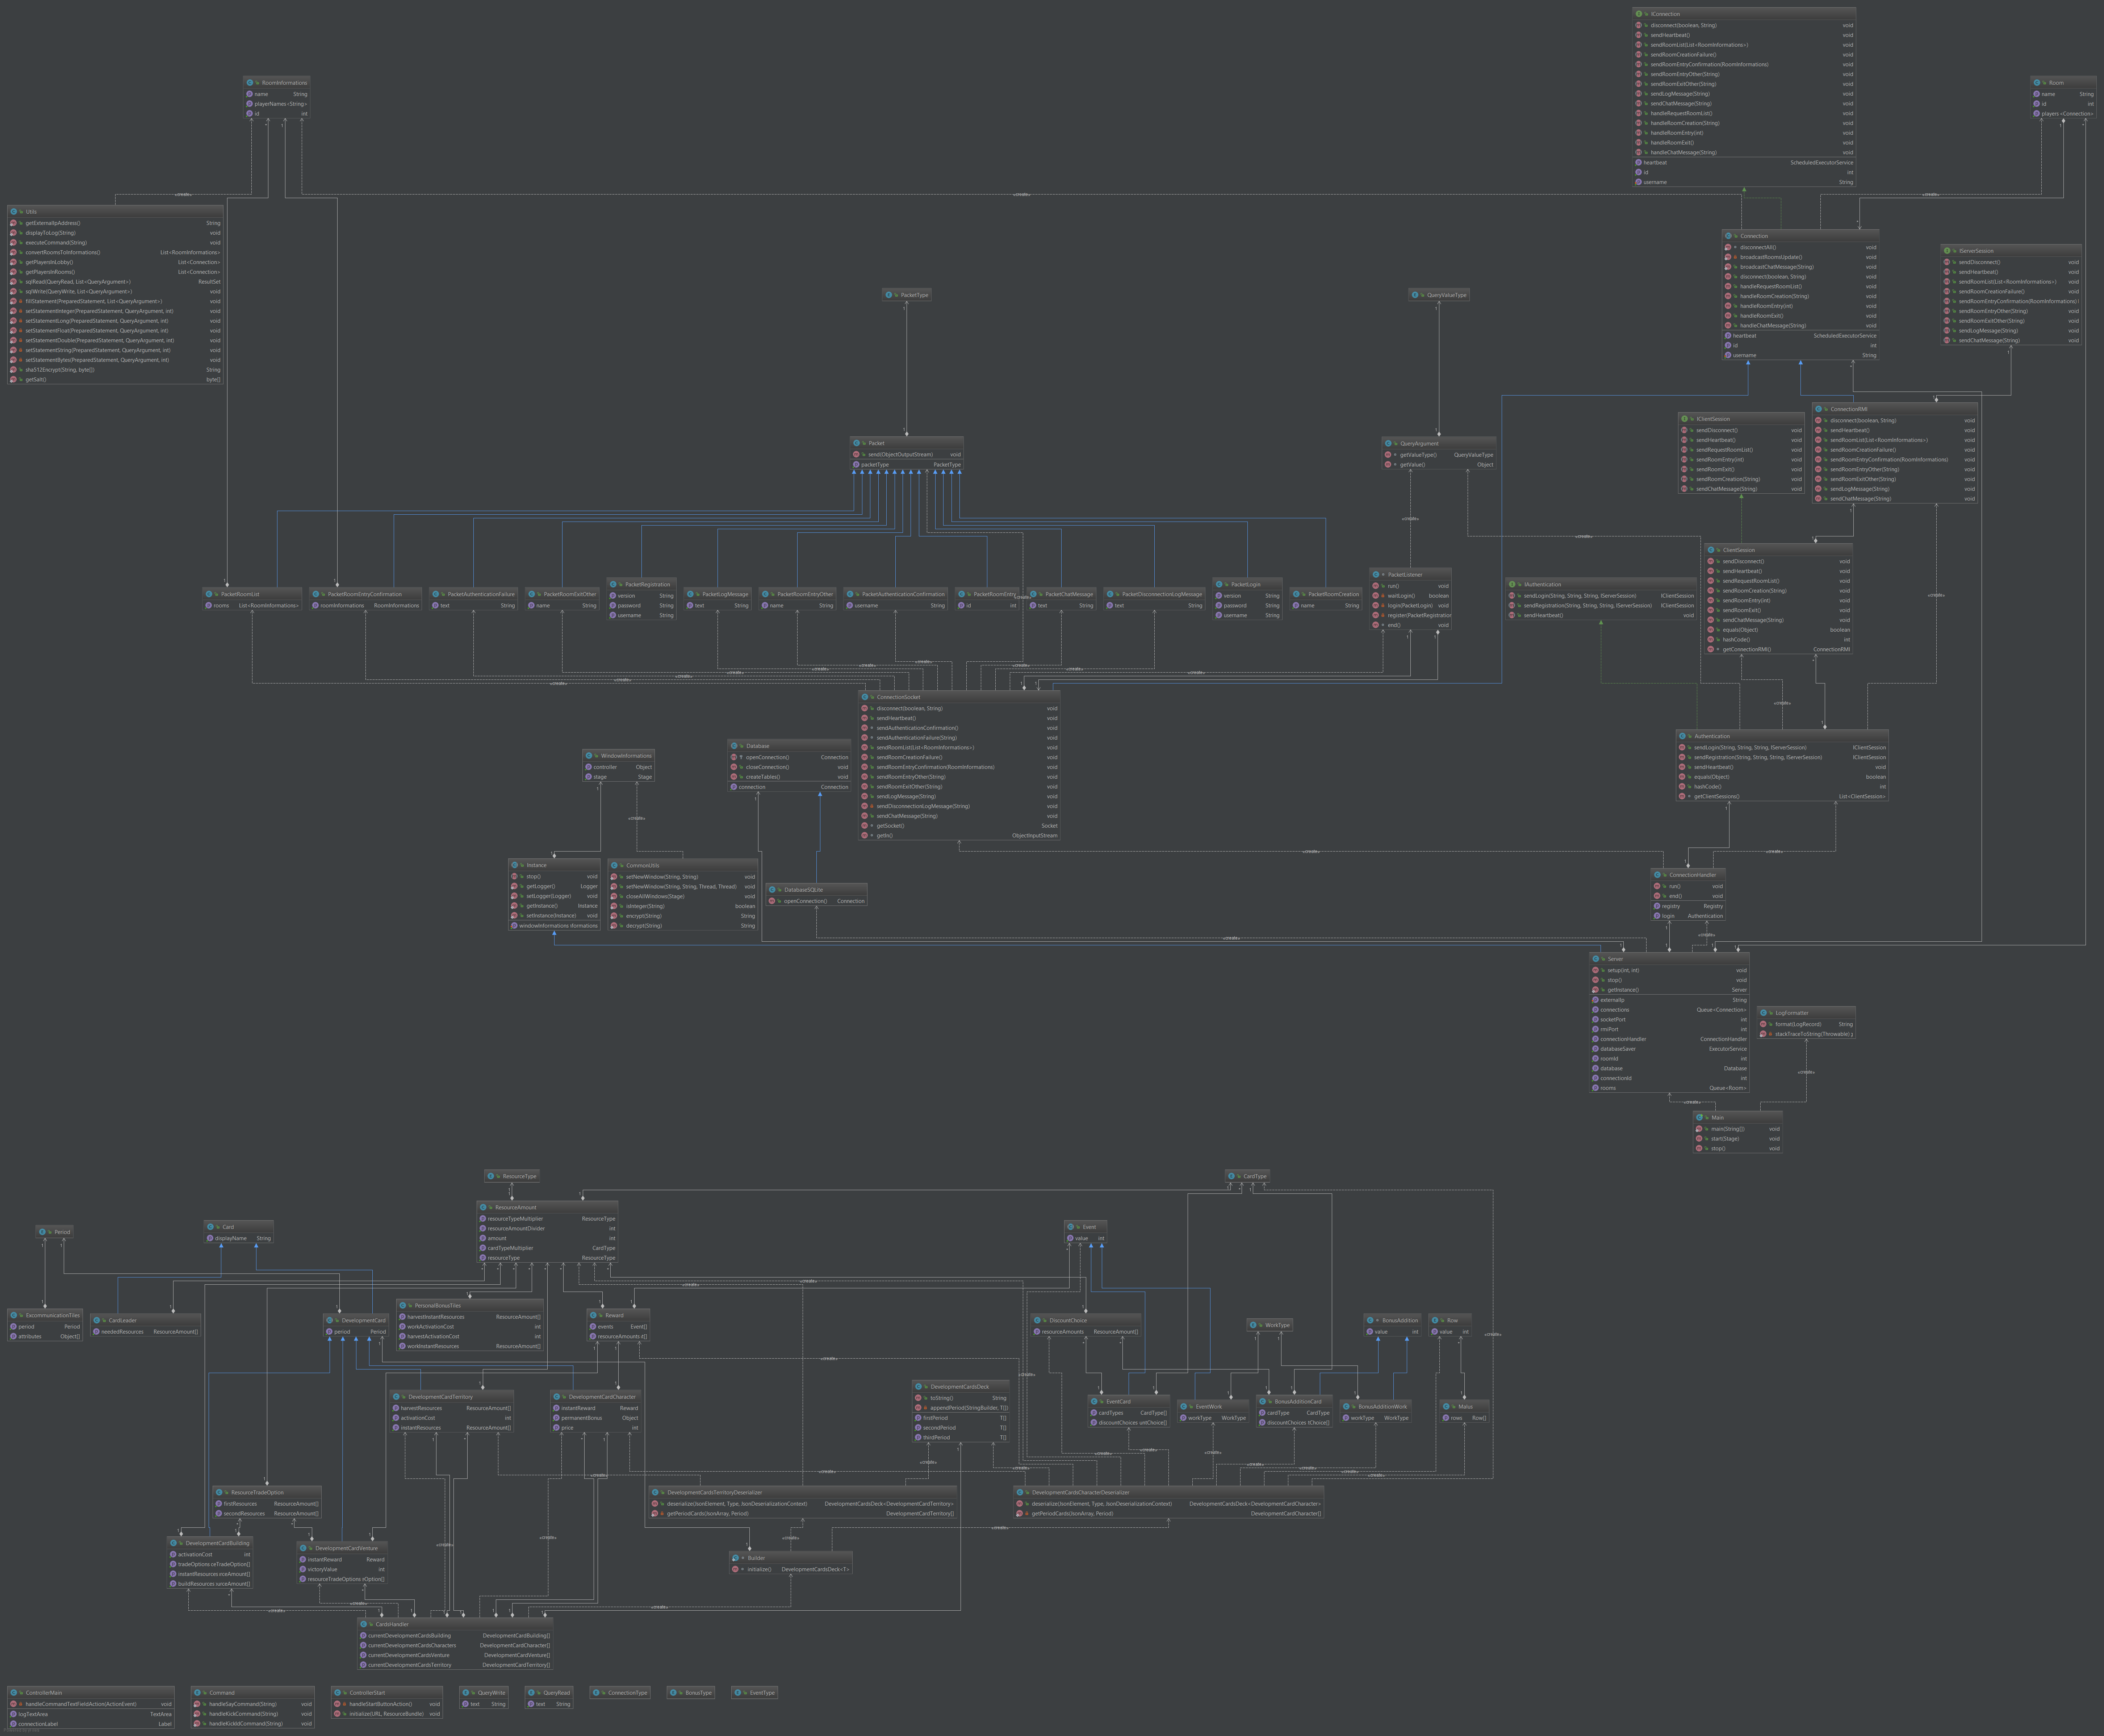 IConnection
disconnect(boolean, String) void
sendHeartbeat() void
sendRoomList(List<RoomInformations>) void
sendRoomCreationFailure() void
sendRoomEntryConfirmation(RoomInformations) void
sendRoomEntryOther(String) void
sendRoomExitOther(String) void
sendLogMessage(String) void
sendChatMessage(String) void
handleRequestRoomList() void
handleRoomCreation(String) void
handleRoomEntry(int) void
handleRoomExit() void
handleChatMessage(String) void
heartbeat ScheduledExecutorService
id int
username String
RoomInformations
name String
playerNames <String>
id int
Room
name String
id int
players <Connection>
Utils
getExternalIpAddress() String
displayToLog(String) void
executeCommand(String) void
convertRoomsToInformations() List<RoomInformations>
getPlayersInLobby() List<Connection>
getPlayersInRooms() List<Connection>
sqlRead(QueryRead, List<QueryArgument>) ResultSet
sqlWrite(QueryWrite, List<QueryArgument>) void
fillStatement(PreparedStatement, List<QueryArgument>) void
setStatementInteger(PreparedStatement, QueryArgument, int) void
setStatementLong(PreparedStatement, QueryArgument, int) void
setStatementFloat(PreparedStatement, QueryArgument, int) void
setStatementDouble(PreparedStatement, QueryArgument, int) void
setStatementString(PreparedStatement, QueryArgument, int) void
setStatementBytes(PreparedStatement, QueryArgument, int) void
sha512Encrypt(String, byte[]) String
getSalt() byte[]
Connection
disconnectAll() void
broadcastRoomsUpdate() void
broadcastChatMessage(String) void
disconnect(boolean, String) void
handleRequestRoomList() void
handleRoomCreation(String) void
handleRoomEntry(int) void
handleRoomExit() void
handleChatMessage(String) void
heartbeat ScheduledExecutorService
id int
username String
IServerSession
sendDisconnect() void
sendHeartbeat() void
sendRoomList(List<RoomInformations>) void
sendRoomCreationFailure() void
sendRoomEntryConfirmation(RoomInformations)
sendRoomEntryOther(String) void
sendRoomExitOther(String) void
sendLogMessage(String) void
sendChatMessage(String) void
PacketType
QueryValueType
ConnectionRMI
disconnect(boolean, String) void
sendHeartbeat() void
sendRoomList(List<RoomInformations>) void
sendRoomCreationFailure() void
sendRoomEntryConfirmation(RoomInformations) void
sendRoomEntryOther(String) void
sendRoomExitOther(String) void
sendLogMessage(String) void
sendChatMessage(String) void
IClientSession
sendDisconnect() void
sendHeartbeat() void
sendRequestRoomList() void
sendRoomEntry(int) void
sendRoomExit() void
sendRoomCreation(String) void
sendChatMessage(String) void
Packet
send(ObjectOutputStream) void
packetType PacketType
QueryArgument
getValueType() QueryValueType
getValue() Object
ClientSession
sendDisconnect() void
sendHeartbeat() void
sendRequestRoomList() void
sendRoomCreation(String) void
sendRoomEntry(int) void
sendRoomExit() void
sendChatMessage(String) void
equals(Object) boolean
hashCode() int
getConnectionRMI() ConnectionRMI
PacketRoomList
rooms List<RoomInformations>
PacketRoomEntryConfirmation
roomInformations RoomInformations
PacketAuthenticationFailure
text String
PacketRoomExitOther
name String
PacketRegistration
version String
password String
username String
PacketLogMessage
text String
PacketRoomEntryOther
name String
PacketAuthenticationConfirmation
username String
PacketRoomEntry
id int
PacketChatMessage
text String
PacketDisconnectionLogMessage
text String
PacketLogin
version String
password String
username String
PacketRoomCreation
name String
PacketListener
run() void
waitLogin() boolean
login(PacketLogin) void
register(PacketRegistration
end() void
IAuthentication
sendLogin(String, String, String, IServerSession) IClientSession
sendRegistration(String, String, String, IServerSession) IClientSession
sendHeartbeat() void
ConnectionSocket
disconnect(boolean, String) void
sendHeartbeat() void
sendAuthenticationConfirmation() void
sendAuthenticationFailure(String) void
sendRoomList(List<RoomInformations>) void
sendRoomCreationFailure() void
sendRoomEntryConfirmation(RoomInformations) void
sendRoomEntryOther(String) void
sendRoomExitOther(String) void
sendLogMessage(String) void
sendDisconnectionLogMessage(String) void
sendChatMessage(String) void
getSocket() Socket
getIn() ObjectInputStream
Authentication
sendLogin(String, String, String, IServerSession) IClientSession
sendRegistration(String, String, String, IServerSession) IClientSession
sendHeartbeat() void
equals(Object) boolean
hashCode() int
getClientSessions() List<ClientSession>
WindowInformations
controller Object
stage Stage
Database
openConnection() Connection
closeConnection() void
createTables() void
connection Connection
Instance
stop() void
getLogger() Logger
setLogger(Logger) void
getInstance() Instance
setInstance(Instance) void
windowInformations iformations
CommonUtils
setNewWindow(String, String) void
setNewWindow(String, String, Thread, Thread) void
closeAllWindows(Stage) void
isInteger(String) boolean
encrypt(String) String
decrypt(String) String
DatabaseSQLite
openConnection() Connection
ConnectionHandler
run() void
end() void
registry Registry
login Authentication
Server
setup(int, int) void
stop() void
getInstance() Server
externalIp String
connections Queue<Connection>
socketPort int
rmiPort int
connectionHandler ConnectionHandler
databaseSaver ExecutorService
roomId int
database Database
connectionId int
rooms Queue<Room>
LogFormatter
format(LogRecord) String
stackTraceToString(Throwable)
Main
main(String[]) void
start(Stage) void
stop() void
ResourceType
CardType
ResourceAmount
resourceTypeMultiplier ResourceType
resourceAmountDivider int
amount int
cardTypeMultiplier CardType
resourceType ResourceType
Period
Card
displayName String
Event
value int
ExcommunicationTiles
period Period
attributes Object[]
CardLeader
neededResources ResourceAmount[]
DevelopmentCard
period Period
PersonalBonusTiles
harvestInstantResources ResourceAmount[]
workActivationCost int
harvestActivationCost int
workInstantResources ResourceAmount[]
Reward
events Event[]
resourceAmounts t[]
DiscountChoice
resourceAmounts ResourceAmount[]
WorkType
BonusAddition
value int
Row
value int
DevelopmentCardTerritory
harvestResources ResourceAmount[]
activationCost int
instantResources ResourceAmount[]
DevelopmentCardCharacter
instantReward Reward
permanentBonus Object
price int
DevelopmentCardsDeck
toString() String
appendPeriod(StringBuilder, T[])
firstPeriod T[]
secondPeriod T[]
thirdPeriod T[]
EventCard
cardTypes CardType[]
discountChoices untChoice[]
EventWork
workType WorkType
BonusAdditionCard
cardType CardType
discountChoices tChoice[]
BonusAdditionWork
workType WorkType
Malus
rows Row[]
ResourceTradeOption
firstResources ResourceAmount[]
secondResources ResourceAmount[]
DevelopmentCardsTerritoryDeserializer
deserialize(JsonElement, Type, JsonDeserializationContext) DevelopmentCardsDeck<DevelopmentCardTerritory>
getPeriodCards(JsonArray, Period) DevelopmentCardTerritory[]
DevelopmentCardsCharacterDeserializer
deserialize(JsonElement, Type, JsonDeserializationContext) DevelopmentCardsDeck<DevelopmentCardCharacter>
getPeriodCards(JsonArray, Period) DevelopmentCardCharacter[]
DevelopmentCardBuilding
activationCost int
tradeOptions ceTradeOption[]
instantResources rceAmount[]
buildResources urceAmount[]
DevelopmentCardVenture
instantReward Reward
victoryValue int
resourceTradeOptions rOption[]
Builder
initialize() DevelopmentCardsDeck<T>
CardsHandler
currentDevelopmentCardsBuilding DevelopmentCardBuilding[]
currentDevelopmentCardsCharacters DevelopmentCardCharacter[]
currentDevelopmentCardsVenture DevelopmentCardVenture[]
currentDevelopmentCardsTerritory DevelopmentCardTerritory[]
ControllerMain
handleCommandTextFieldAction(ActionEvent) void
logTextArea TextArea
connectionLabel Label
Command
handleSayCommand(String) void
handleKickCommand(String) void
handleKickIdCommand(String) void
ControllerStart
handleStartButtonAction() void
initialize(URL, ResourceBundle) void
QueryWrite
text String
QueryRead
text String
ConnectionType
BonusType
EventType